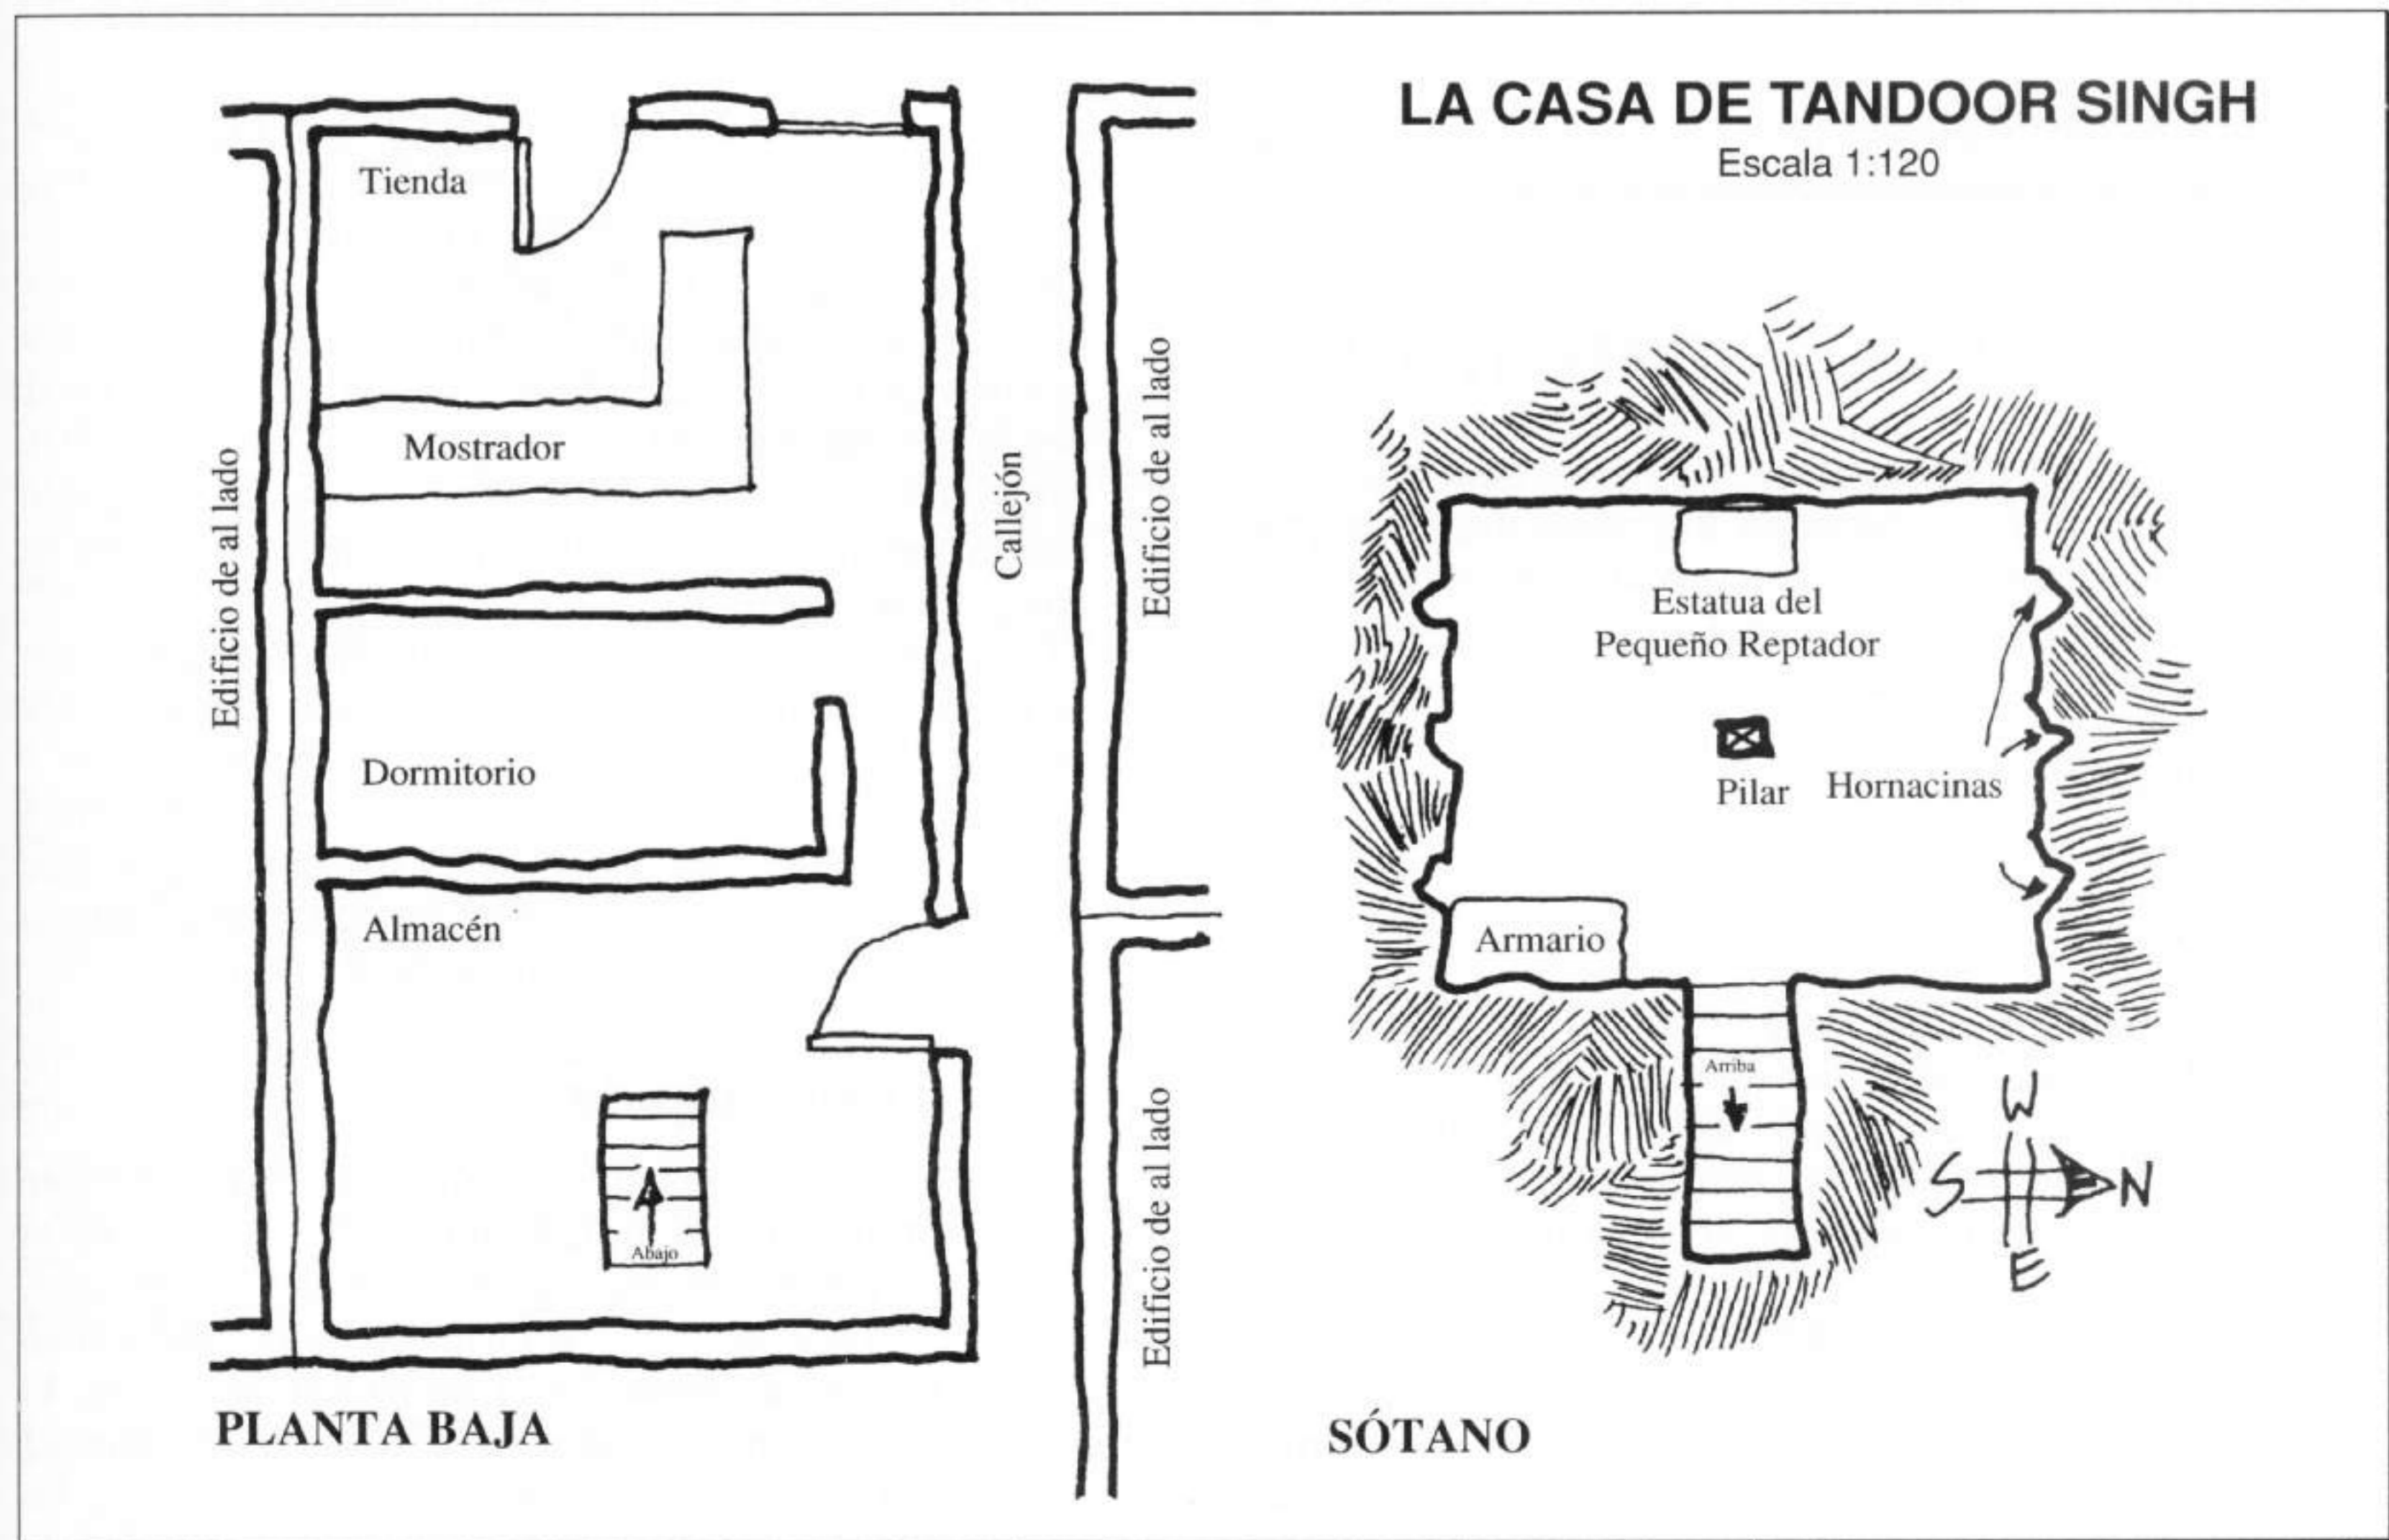 LA CASA DE TANDOOR SINGH
Escala 1:120
Tienda
Mostrador
Edificio de al lado
Callejón
Edificio de al lado
Dormitorio
Almacén
Abajo
Edificio de al lado
PLANTA BAJA
Estatua del
Pequeño Reptador
Pilar
Hornacinas
Armario
Arriba
W
S
N
E
SÓTANO